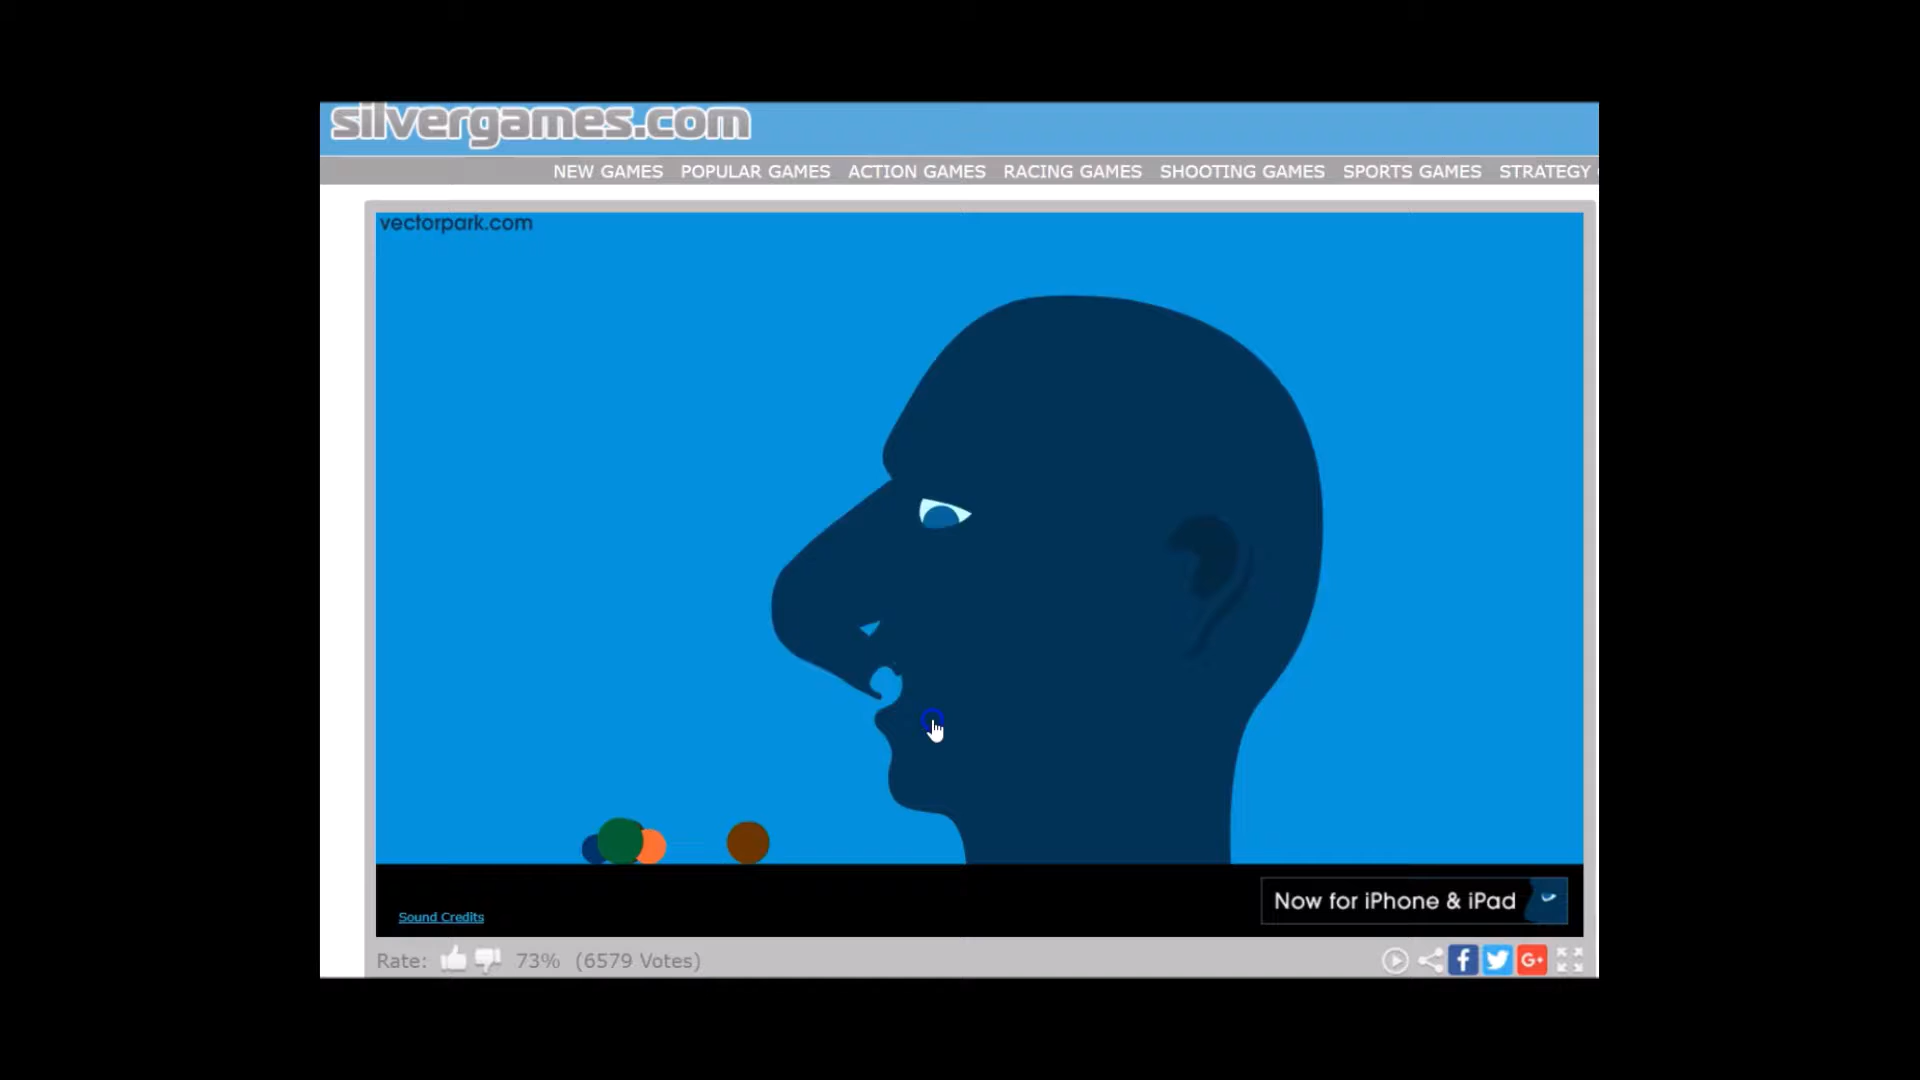 silvergames.com
NEW GAMES POPULAR GAMES ACTION GAMES RACING GAMES SHOOTING GAMES SPORTS GAMES STRATEGY
vectorpark.com
Now for iPhone & iPad
Sound Credits
Rate: 73% (6579 Votes)
f G+